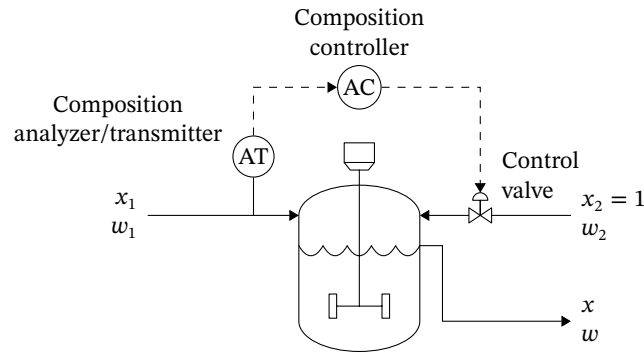 Composition
controller
AC
Composition
analyzer/transmitter
AT
Control
valve
x₁
w₁
x₂ = 1
w₂
x
w